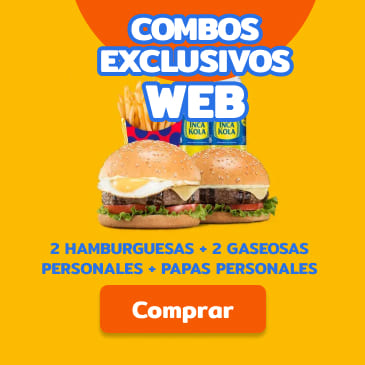 COMBOS
EXCLUSIVOS
WEB
INCA KOLA INCA KOLA
2 HAMBURGUESAS + 2 GASEOSAS
PERSONALES + PAPAS PERSONALES
Comprar